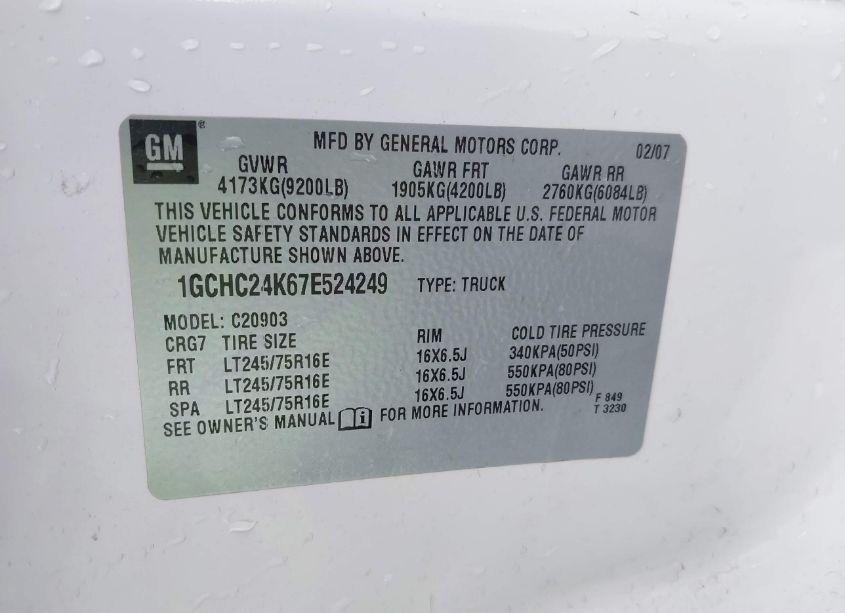 GM®
MFD BY GENERAL MOTORS CORP. 02/07
GVWR GAWR FRT GAWR RR
4173KG(9200LB) 1905KG(4200LB) 2760KG(6084LB)
THIS VEHICLE CONFORMS TO ALL APPLICABLE U.S. FEDERAL MOTOR
VEHICLE SAFETY STANDARDS IN EFFECT ON THE DATE OF
MANUFACTURE SHOWN ABOVE.
1GCHC24K67E524249 TYPE: TRUCK
MODEL: C20903
CRG7 TIRE SIZE RIM COLD TIRE PRESSURE
FRT LT245/75R16E 16X6.5J 340KPA(50PSI)
RR LT245/75R16E 16X6.5J 550KPA(80PSI)
SPA LT245/75R16E 16X6.5J 550KPA(80PSI)
SEE OWNER'S MANUAL i FOR MORE INFORMATION.
F 849
T 3230